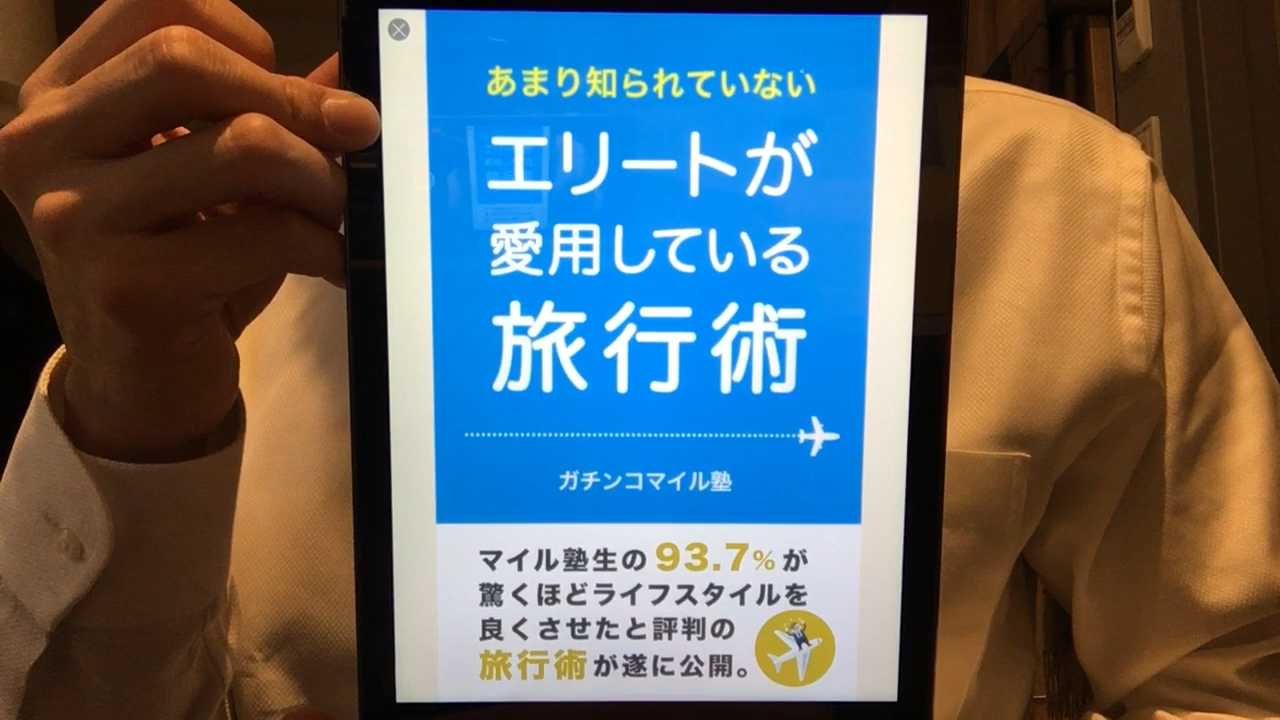 あまり知られていない
エリートが
愛用している
旅行術
ガチンコマイル塾
マイル塾生の93.7%が
驚くほどライフスタイルを
良くさせたと評判の
旅行術が遂に公開。